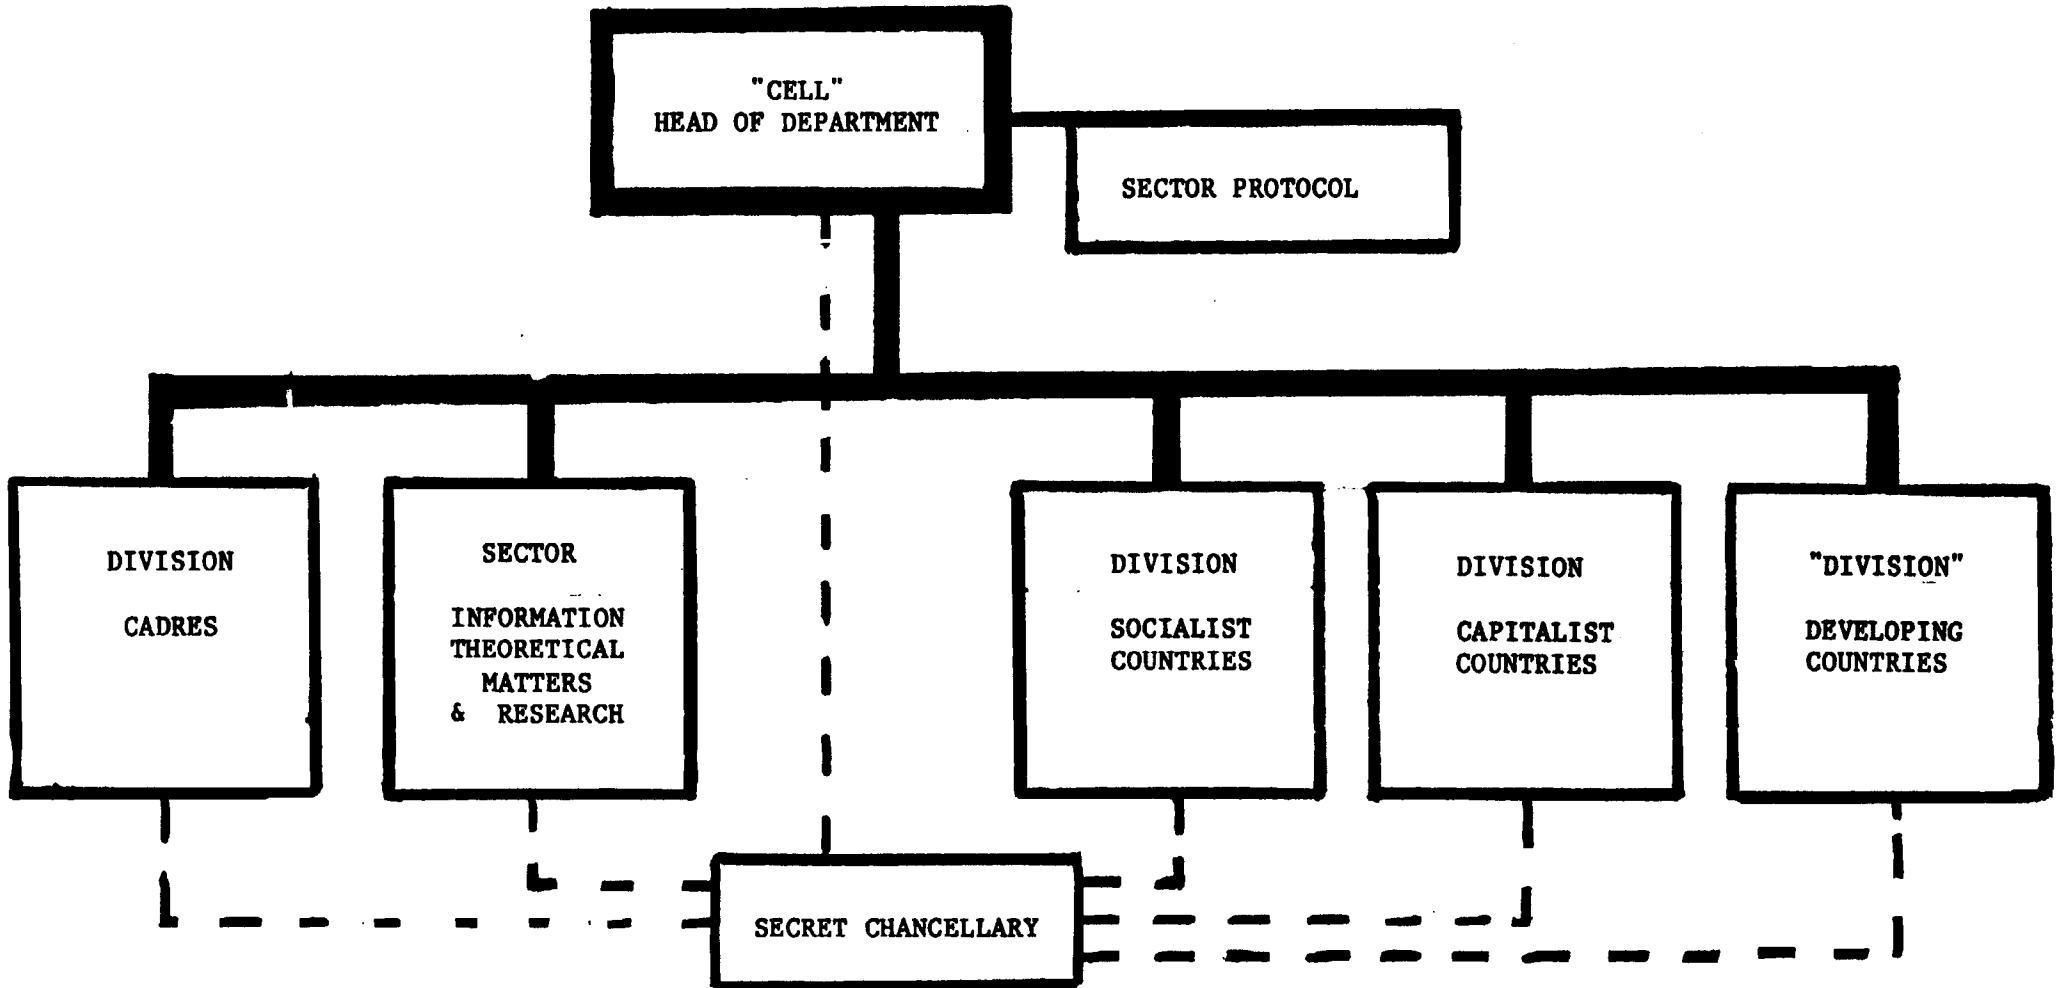 "CELL"
HEAD OF DEPARTMENT
SECTOR PROTOCOL
DIVISION
CADRES
SECTOR
INFORMATION
THEORETICAL
MATTERS
& RESEARCH
DIVISION
SOCIALIST
COUNTRIES
DIVISION
CAPITALIST
COUNTRIES
"DIVISION"
DEVELOPING
COUNTRIES
SECRET CHANCELLARY